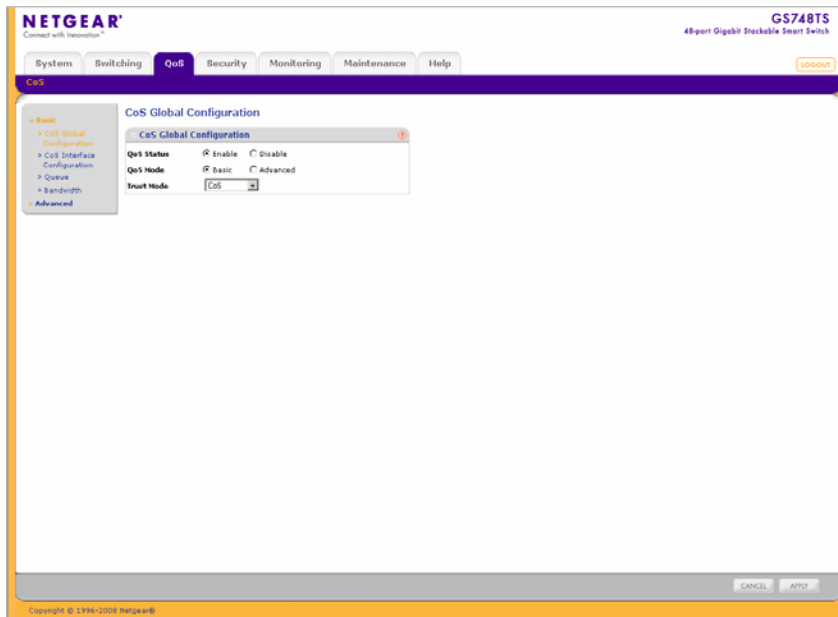 NETGEAR®
Connect with Innovation™
GS748TS
48-port Gigabit Stackable Smart Switch
System Switching QoS Security Monitoring Maintenance Help
LOGOUT
CoS
Basic
CoS Global Configuration
CoS Interface Configuration
Queue
Bandwidth
Advanced
CoS Global Configuration
CoS Global Configuration
QoS Status Enable Disable
QoS Mode Basic Advanced
Trust Mode CoS
CANCEL APPLY
Copyright © 1996-2008 Netgear®